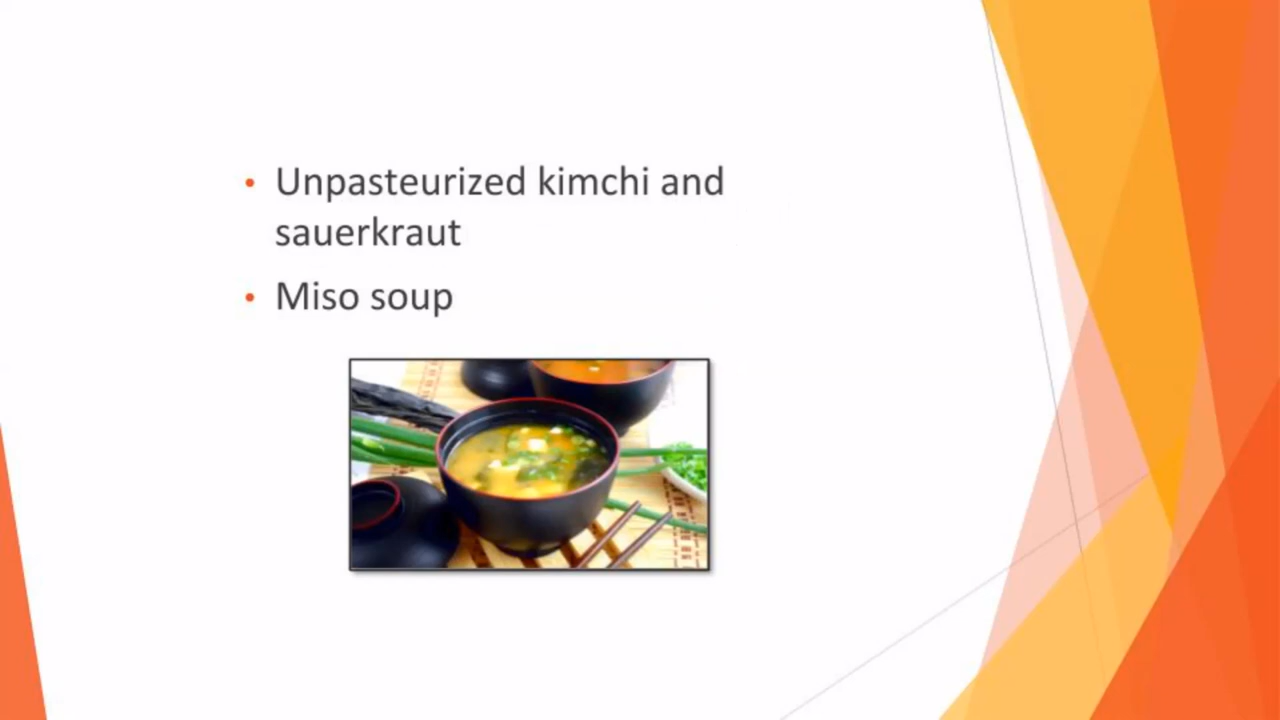 • Unpasteurized kimchi and
sauerkraut
• Miso soup